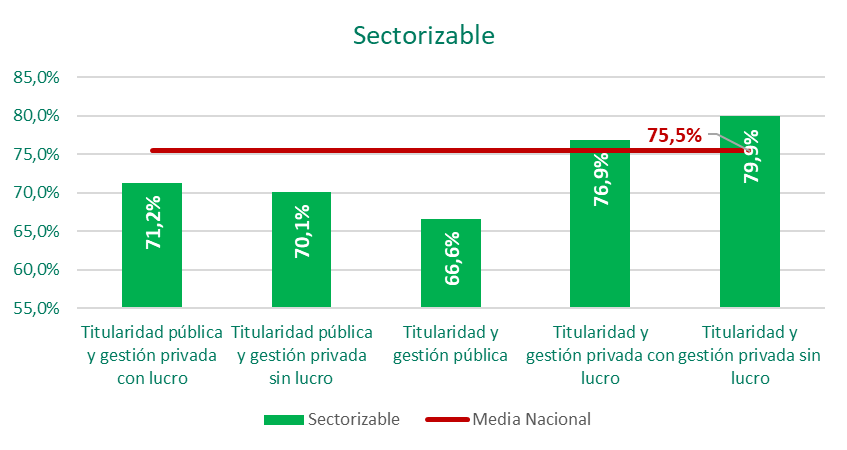 Sectorizable
85,0%
80,0%
75,0%
70,0%
65,0%
60,0%
55,0%
71,2%
70,1%
66,6%
76,9%
79,9%
75,5%
Titularidad pública
y gestión privada
con lucro
Titularidad pública
y gestión privada
sin lucro
Titularidad y
gestión pública
Titularidad y
gestión privada con
lucro
Titularidad y
gestión privada sin
lucro
Sectorizable
Media Nacional